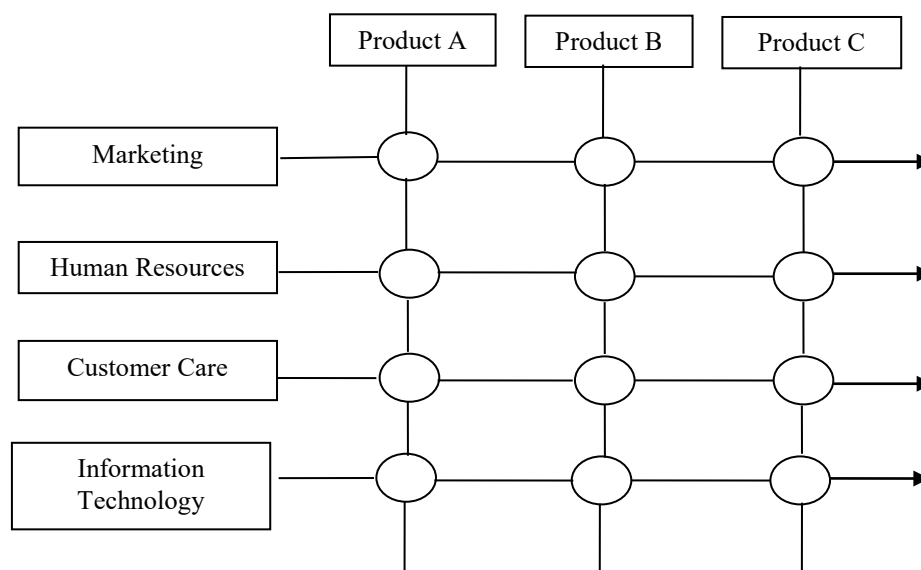 Product A
Product B
Product C
Marketing
Human Resources
Customer Care
Information
Technology